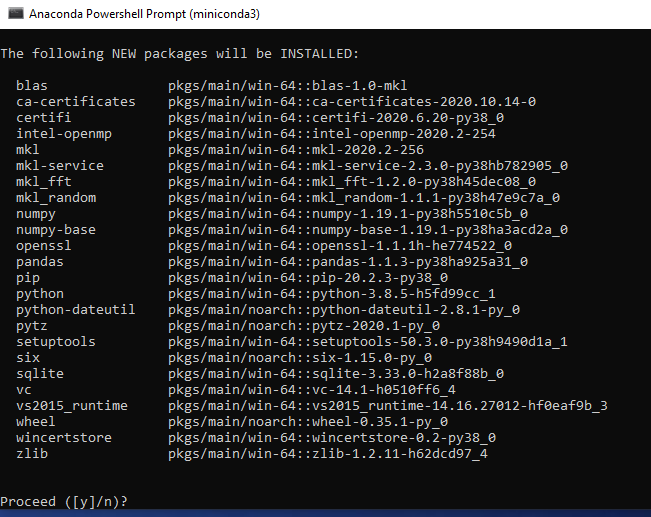 Anaconda Powershell Prompt (miniconda3)
The following NEW packages will be INSTALLED:
blas pkgs/main/win-64::blas-1.0-mkl
ca-certificates pkgs/main/win-64::ca-certificates-2020.10.14-0
certifi pkgs/main/win-64::certifi-2020.6.20-py38_0
intel-openmp pkgs/main/win-64::intel-openmp-2020.2-254
mkl pkgs/main/win-64::mkl-2020.2-256
mkl-service pkgs/main/win-64::mkl-service-2.3.0-py38hb782905_0
mkl_fft pkgs/main/win-64::mkl_fft-1.2.0-py38h45dec08_0
mkl_random pkgs/main/win-64::mkl_random-1.1.1-py38h47e9c7a_0
numpy pkgs/main/win-64::numpy-1.19.1-py38h5510c5b_0
numpy-base pkgs/main/win-64::numpy-base-1.19.1-py38ha3acd2a_0
openssl pkgs/main/win-64::openssl-1.1.1h-he774522_0
pandas pkgs/main/win-64::pandas-1.1.3-py38ha925a31_0
pip pkgs/main/win-64::pip-20.2.3-py38_0
python pkgs/main/win-64::python-3.8.5-h5fd99cc_1
python-dateutil pkgs/main/noarch::python-dateutil-2.8.1-py_0
pytz pkgs/main/noarch::pytz-2020.1-py_0
setuptools pkgs/main/win-64::setuptools-50.3.0-py38h9490d1a_1
six pkgs/main/noarch::six-1.15.0-py_0
sqlite pkgs/main/win-64::sqlite-3.33.0-h2a8f88b_0
vc pkgs/main/win-64::vc-14.1-h0510ff6_4
vs2015_runtime pkgs/main/win-64::vs2015_runtime-14.16.27012-hf0eaf9b_3
wheel pkgs/main/noarch::wheel-0.35.1-py_0
wincertstore pkgs/main/win-64::wincertstore-0.2-py38_0
zlib pkgs/main/win-64::zlib-1.2.11-h62dcd97_4
Proceed ([y]/n)?